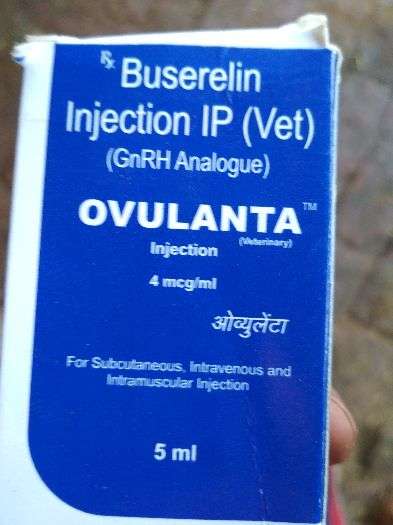 Rx Buserelin
Injection IP (Vet)
(GnRH Analogue)
OVULANTA™
(Veterinary)
Injection
4 mcg/ml
ओव्युलेंटा
For Subcutaneous, Intravenous and
Intramuscular Injection
5 ml